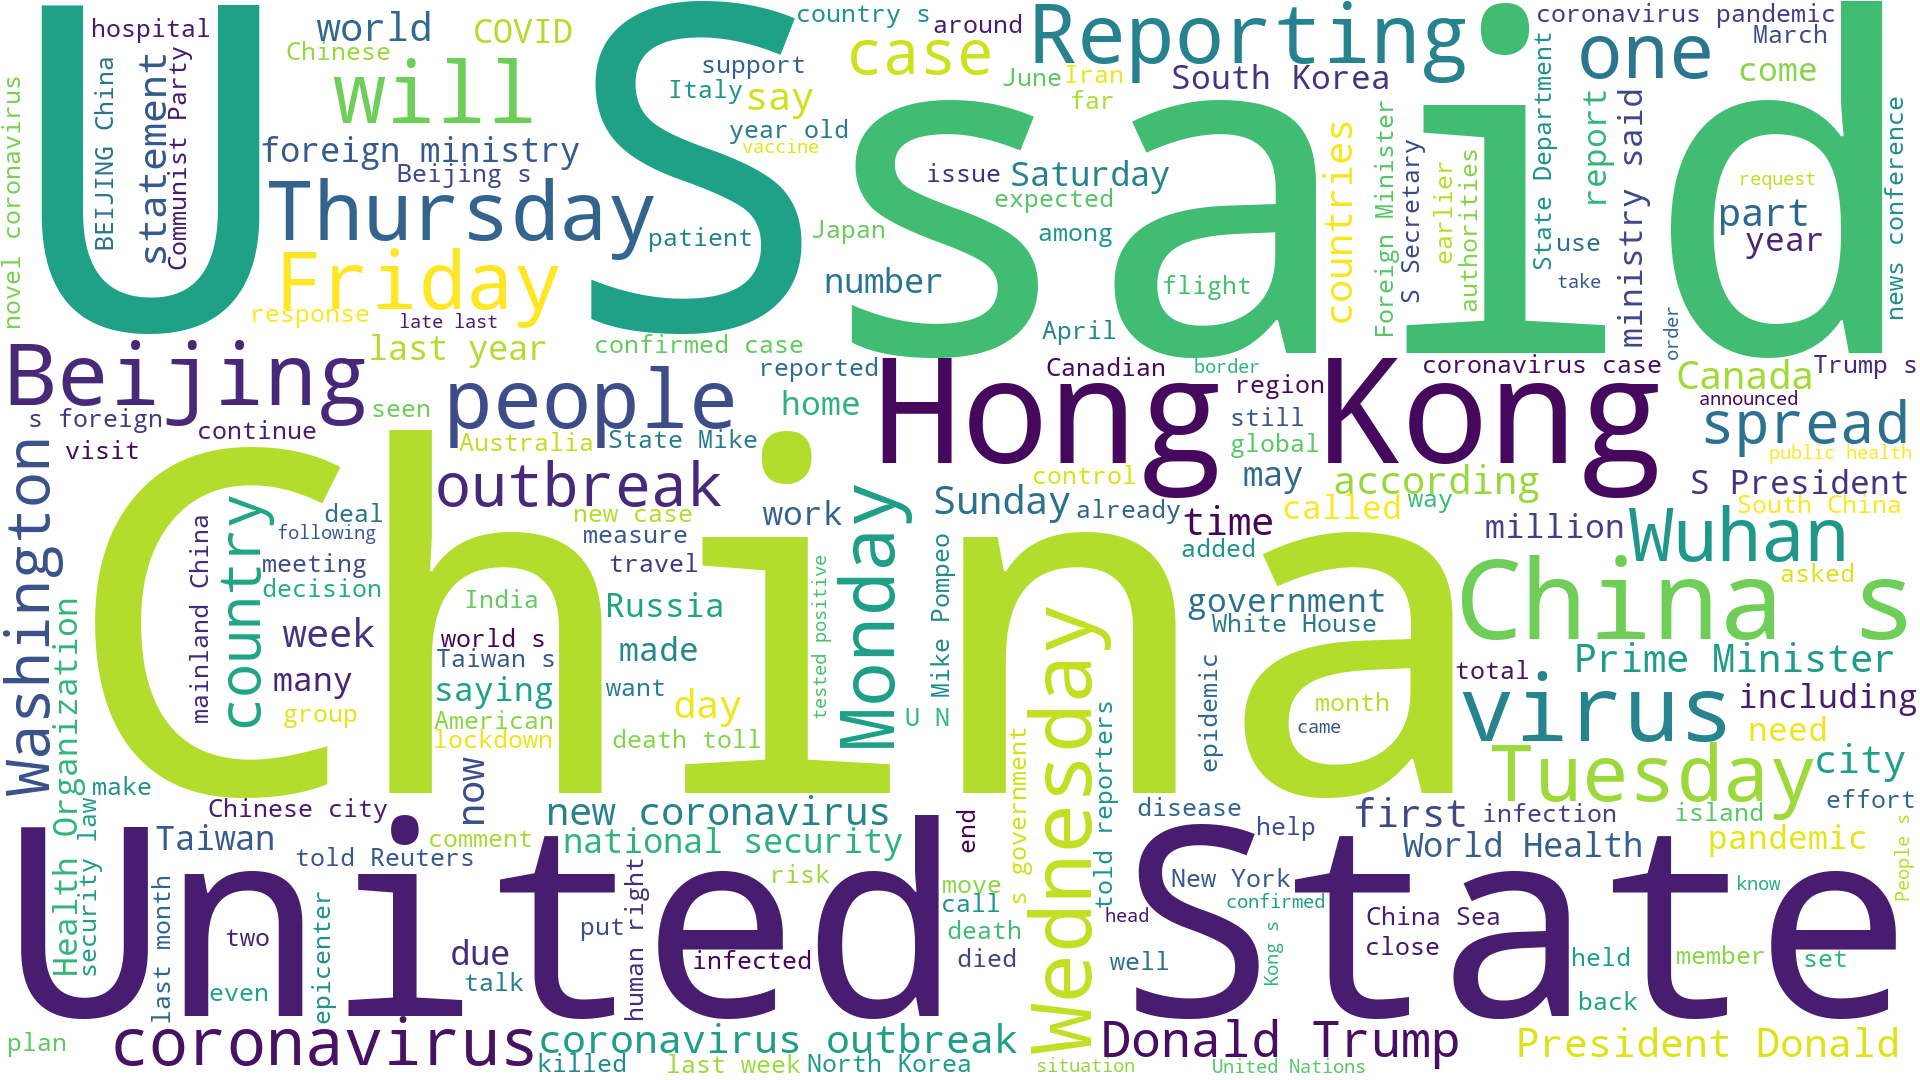 U S
said
China
United State
Hong Kong
hospital
world
COVID
Chinese
will
country s
around
case
Reporting
coronavirus pandemic
March
one
come
novel coronavirus
BEIJING China
statement
Communist Party
support
Italy
say
June
Iran
far
South Korea
year old
vaccine
foreign ministry
Beijing s
Thursday
patient
Friday
response
late last
last year
confirmed case
issue
Saturday
expected
Japan
among
number
flight
April
countries
Foreign Minister
S Secretary
earlier
authorities
State Department
use
take
report
ministry said
order
request
part
year
news conference
Beijing
s foreign
visit
continue
seen
people
reported
home
Australia
State Mike
outbreak
Canadian
border
region
still
global
control
may
coronavirus case
Canada
Trump s
announced
spread
public health
according
way
S President
South China
Washington
country
mainland China
deal
following
meeting
decision
week
many
group
India
world s
Taiwan s
saying
American
lockdown
new case
measure
travel
Russia
made
want
day
death toll
work
tested positive
Monday
Sunday
already
Mike Pompeo
U N
time
called
added
government
White House
million
Wuhan
China s
asked
Prime Minister
total
virus
including
need
Tuesday
city
month
came
epidemic
Wednesday
told reporters
s government
Health Organization
security law
make
Chinese city
now
new coronavirus
national security
comment
Taiwan
told Reuters
disease
help
first
infection
island
effort
World Health
pandemic
last month
two
even
epicenter
due
talk
put
human right
infected
risk
end
move
call
death
died
New York
confirmed
head
well
Kong s
China Sea
close
know
People s
held
member
set
back
plan
coronavirus
coronavirus outbreak
killed
last week
North Korea
situation
Donald Trump
United Nations
President Donald